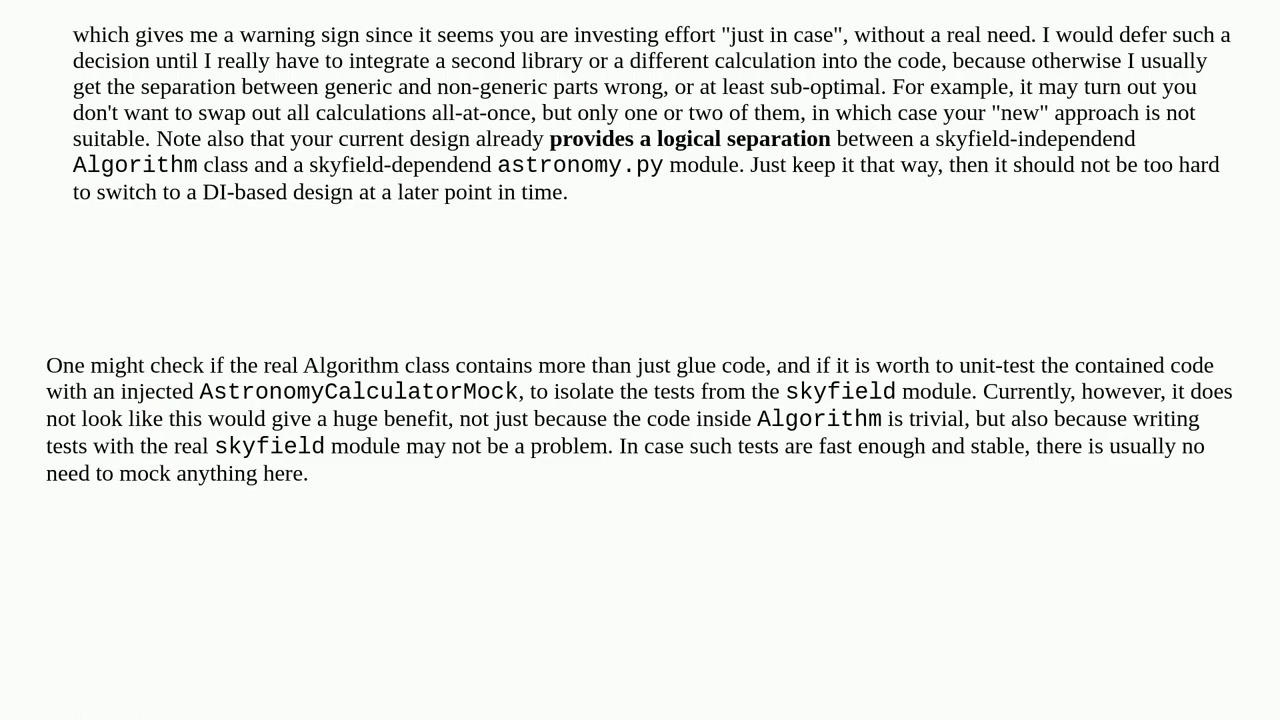 which gives me a warning sign since it seems you are investing effort "just in case", without a real need. I would defer such a
decision until I really have to integrate a second library or a different calculation into the code, because otherwise I usually
get the separation between generic and non-generic parts wrong, or at least sub-optimal. For example, it may turn out you
don't want to swap out all calculations all-at-once, but only one or two of them, in which case your "new" approach is not
suitable. Note also that your current design already provides a logical separation between a skyfield-independend
Algorithm class and a skyfield-dependend astronomy.py module. Just keep it that way, then it should not be too hard
to switch to a DI-based design at a later point in time.
One might check if the real Algorithm class contains more than just glue code, and if it is worth to unit-test the contained code
with an injected AstronomyCalculatorMock, to isolate the tests from the skyfield module. Currently, however, it does
not look like this would give a huge benefit, not just because the code inside Algorithm is trivial, but also because writing
tests with the real skyfield module may not be a problem. In case such tests are fast enough and stable, there is usually no
need to mock anything here.